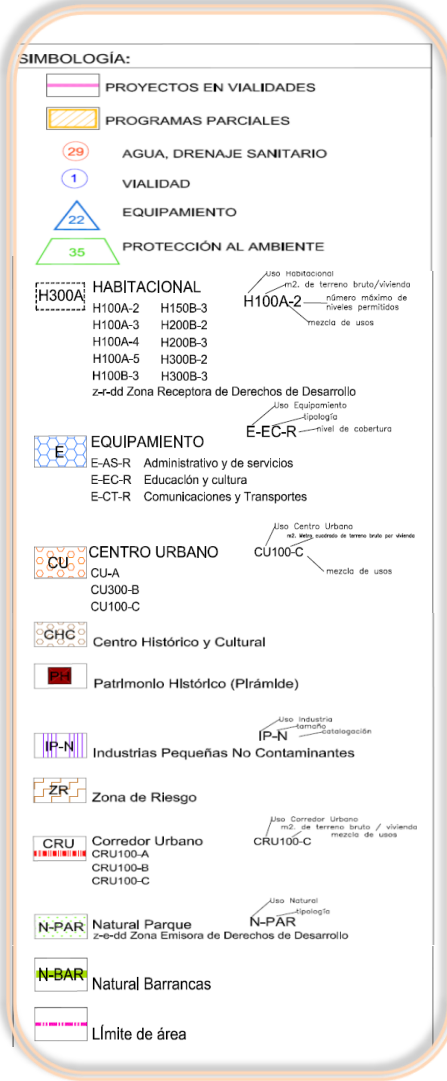 SIMBOLOGÍA:
PROYECTOS EN VIALIDADES
PROGRAMAS PARCIALES
29 AGUA, DRENAJE SANITARIO
1 VIALIDAD
22 EQUIPAMIENTO
35 PROTECCIÓN AL AMBIENTE
H300A HABITACIONAL
H100A-2 H150B-3
H100A-3 H200B-2
H100A-4 H200B-3
H100A-5 H300B-2
H100B-3 H300B-3
z-r-dd Zona Receptora de Derechos de Desarrollo
Uso Habitacional
m2. de terreno bruto/vivienda
H100A-2
número máximo de
niveles permitidos
mezcla de usos
E EQUIPAMIENTO
E-AS-R Administrativo y de servicios
E-EC-R Educación y cultura
E-CT-R Comunicaciones y Transportes
Uso Equipamiento
tipología
E-EC-R nivel de cobertura
CU CENTRO URBANO
CU-A
CU300-B
CU100-C
Uso Centro Urbano
m2. Metro cuadrado de terreno bruto por vivienda
CU100-C
mezcla de usos
CHC Centro Histórico y Cultural
PH Patrimonio Histórico (Pirámide)
IP-N Industrias Pequeñas No Contaminantes
Uso Industria
tamaño
IP-N catalogación
ZR Zona de Riesgo
CRU Corredor Urbano
CRU100-A
CRU100-B
CRU100-C
Uso Corredor Urbano
m2. de terreno bruto / vivienda
mezcla de usos
CRU100-C
N-PAR Natural Parque
z-e-dd Zona Emisora de Derechos de Desarrollo
Uso Natural
tipología
N-PAR
N-BAR Natural Barrancas
Límite de área